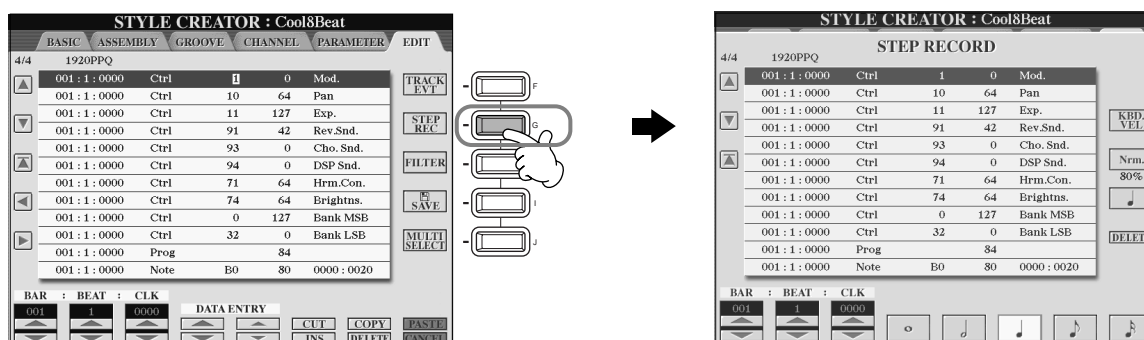 STYLE CREATOR : Cool8Beat
BASIC ASSEMBLY GROOVE CHANNEL PARAMETER EDIT
4/4 1920PPQ
001 : 1 : 0000 Ctrl 1 0 Mod.
001 : 1 : 0000 Ctrl 10 64 Pan
001 : 1 : 0000 Ctrl 11 127 Exp.
001 : 1 : 0000 Ctrl 91 42 Rev.Snd.
001 : 1 : 0000 Ctrl 93 0 Cho. Snd.
001 : 1 : 0000 Ctrl 94 0 DSP Snd.
001 : 1 : 0000 Ctrl 71 64 Hrm.Con.
001 : 1 : 0000 Ctrl 74 64 Brightns.
001 : 1 : 0000 Ctrl 0 127 Bank MSB
001 : 1 : 0000 Ctrl 32 0 Bank LSB
001 : 1 : 0000 Prog 84
001 : 1 : 0000 Note B0 80 0000 : 0020
TRACK
EVT
STEP
REC
FILTER
SAVE
MULTI
SELECT
F
G
I
J
BAR : BEAT : CLK
001 1 0000
DATA ENTRY
CUT COPY PASTE
INS DELETE CANCEL
STYLE CREATOR : Cool8Beat
STEP RECORD
4/4 1920PPQ
001 : 1 : 0000 Ctrl 1 0 Mod.
001 : 1 : 0000 Ctrl 10 64 Pan
001 : 1 : 0000 Ctrl 11 127 Exp.
001 : 1 : 0000 Ctrl 91 42 Rev.Snd.
001 : 1 : 0000 Ctrl 93 0 Cho. Snd.
001 : 1 : 0000 Ctrl 94 0 DSP Snd.
001 : 1 : 0000 Ctrl 71 64 Hrm.Con.
001 : 1 : 0000 Ctrl 74 64 Brightns.
001 : 1 : 0000 Ctrl 0 127 Bank MSB
001 : 1 : 0000 Ctrl 32 0 Bank LSB
001 : 1 : 0000 Prog 84
001 : 1 : 0000 Note B0 80 0000 : 0020
KBD.
VEL
Nrm.
80%
DELET
BAR : BEAT : CLK
001 1 0000